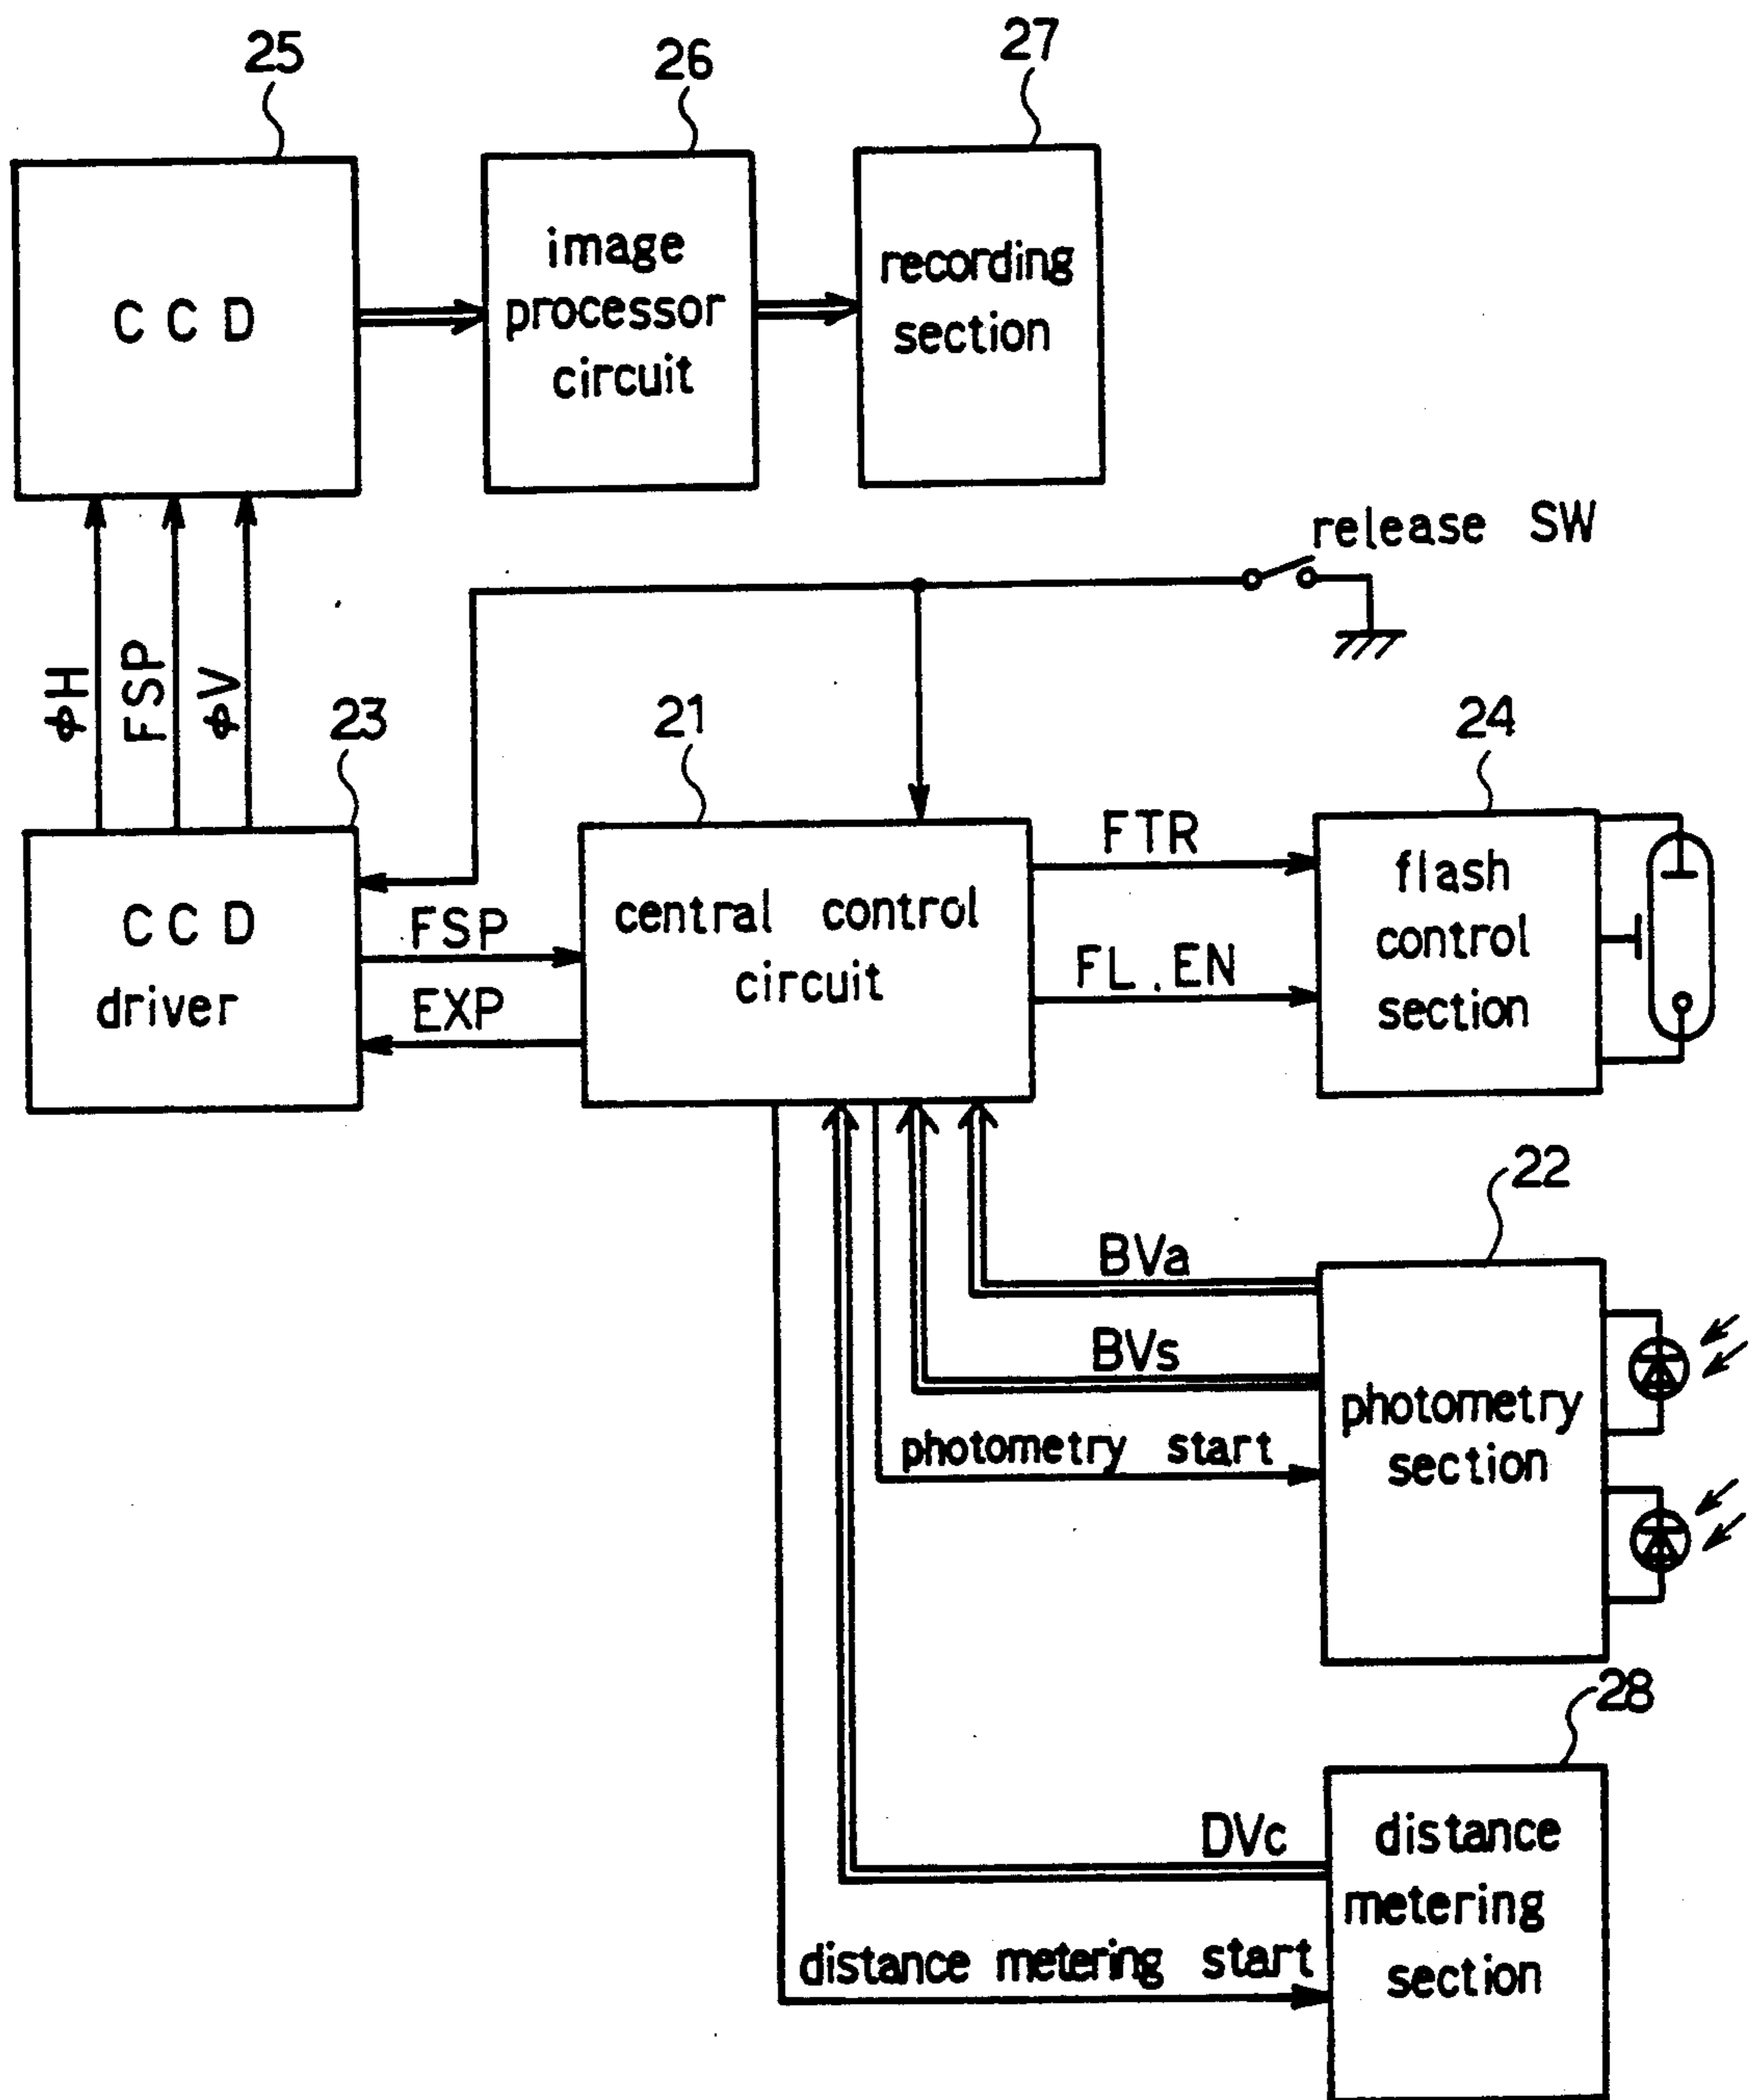 25
26
27
C C D
image
processor
circuit
recording
section
release SW
φH
FSP
φV
23
21
24
C C D
driver
FSP
EXP
central control
circuit
FTR
FL.EN
flash
control
section
22
BVa
BVs
photometry start
photometry
section
28
DVc
distance metering start
distance
metering
section